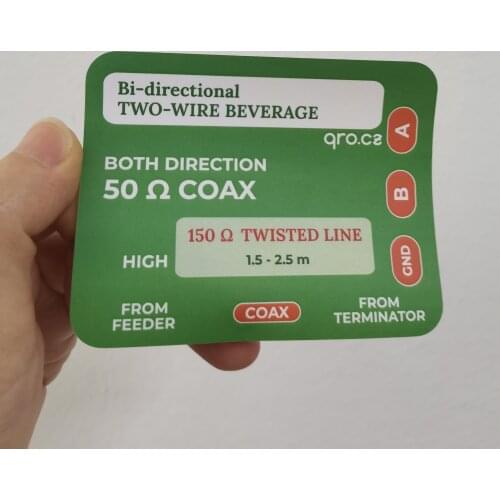 Bi-directional
TWO-WIRE BEVERAGE
qro.cz
A
BOTH DIRECTION
50 Ω COAX
B
150 Ω TWISTED LINE
HIGH
1.5 - 2.5 m
GND
FROM
FEEDER
COAX
FROM
TERMINATOR